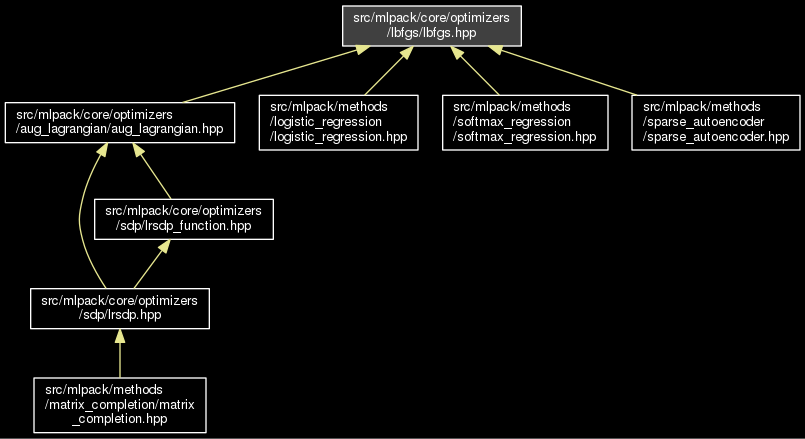 src/mlpack/core/optimizers
/lbfgs/lbfgs.hpp
src/mlpack/core/optimizers
/aug_lagrangian/aug_lagrangian.hpp
src/mlpack/methods
/logistic_regression
/logistic_regression.hpp
src/mlpack/methods
/softmax_regression
/softmax_regression.hpp
src/mlpack/methods
/sparse_autoencoder
/sparse_autoencoder.hpp
src/mlpack/core/optimizers
/sdp/lrsdp_function.hpp
src/mlpack/core/optimizers
/sdp/lrsdp.hpp
src/mlpack/methods
/matrix_completion/matrix
_completion.hpp